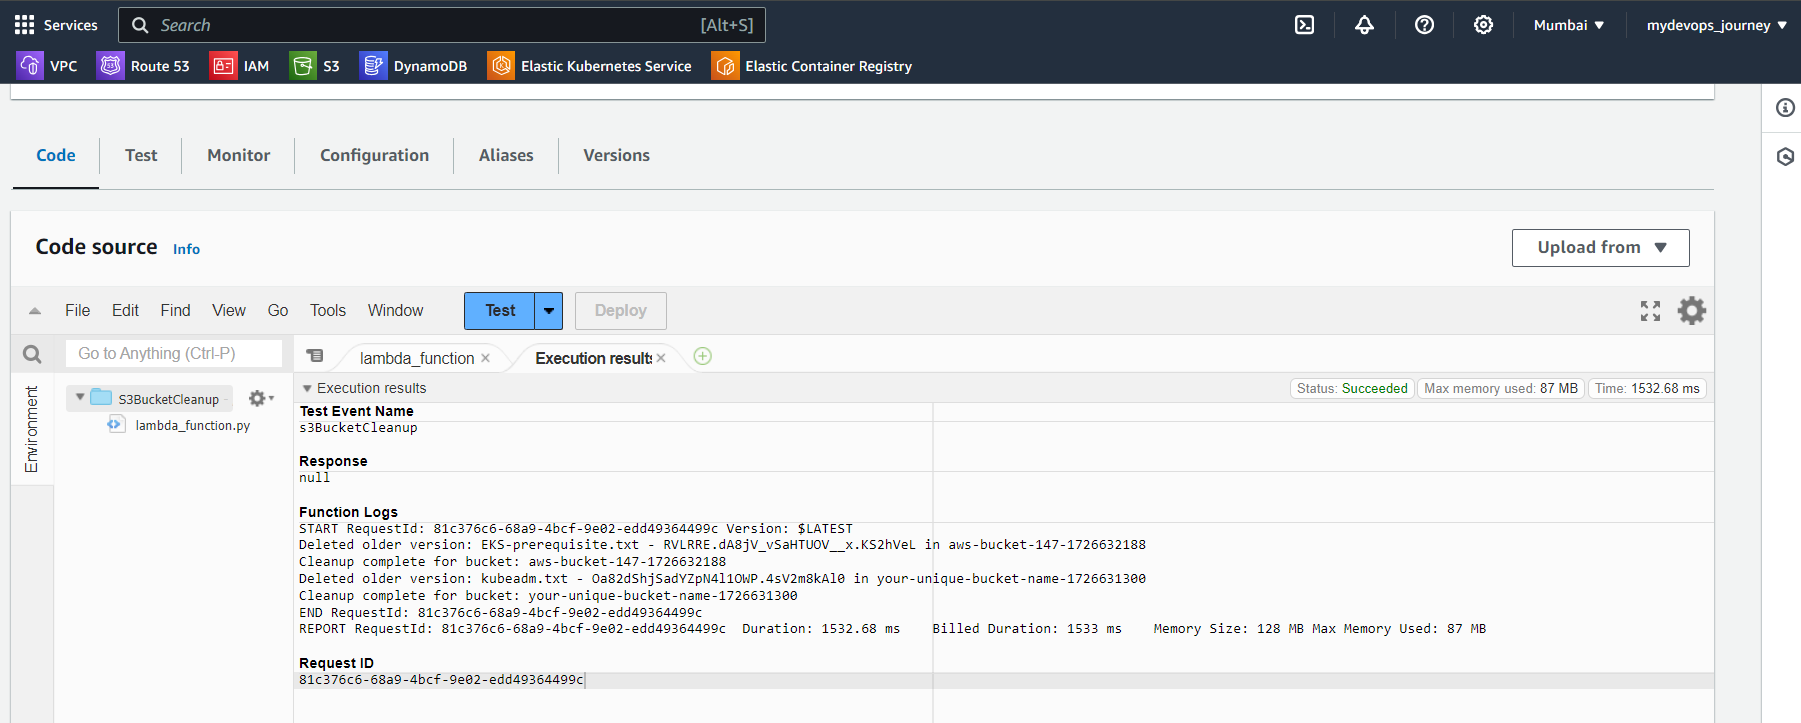 Services
Search
[Alt+S]
Mumbai
mydevops_journey
VPC
Route 53
IAM
S3
DynamoDB
Elastic Kubernetes Service
Elastic Container Registry
Code
Test
Monitor
Configuration
Aliases
Versions
Code source
Info
Upload from
File
Edit
Find
View
Go
Tools
Window
Test
Deploy
Go to Anything (Ctrl-P)
lambda_function
Execution results
Environment
S3BucketCleanup -
lambda_function.py
Execution results
Status: Succeeded
Max memory used: 87 MB
Time: 1532.68 ms
Test Event Name
s3BucketCleanup
Response
null
Function Logs
START RequestId: 81c376c6-68a9-4bcf-9e02-edd49364499c Version: $LATEST
Deleted older version: EKS-prerequisite.txt - RVLRRE.dA8jV_vSaHTUOV__x.KS2hVeL in aws-bucket-147-1726632188
Cleanup complete for bucket: aws-bucket-147-1726632188
Deleted older version: kubeadm.txt - Oa82dShjSadYZpN4l1OWP.4sV2m8kAl0 in your-unique-bucket-name-1726631300
Cleanup complete for bucket: your-unique-bucket-name-1726631300
END RequestId: 81c376c6-68a9-4bcf-9e02-edd49364499c
REPORT RequestId: 81c376c6-68a9-4bcf-9e02-edd49364499c Duration: 1532.68 ms Billed Duration: 1533 ms Memory Size: 128 MB Max Memory Used: 87 MB
Request ID
81c376c6-68a9-4bcf-9e02-edd49364499c